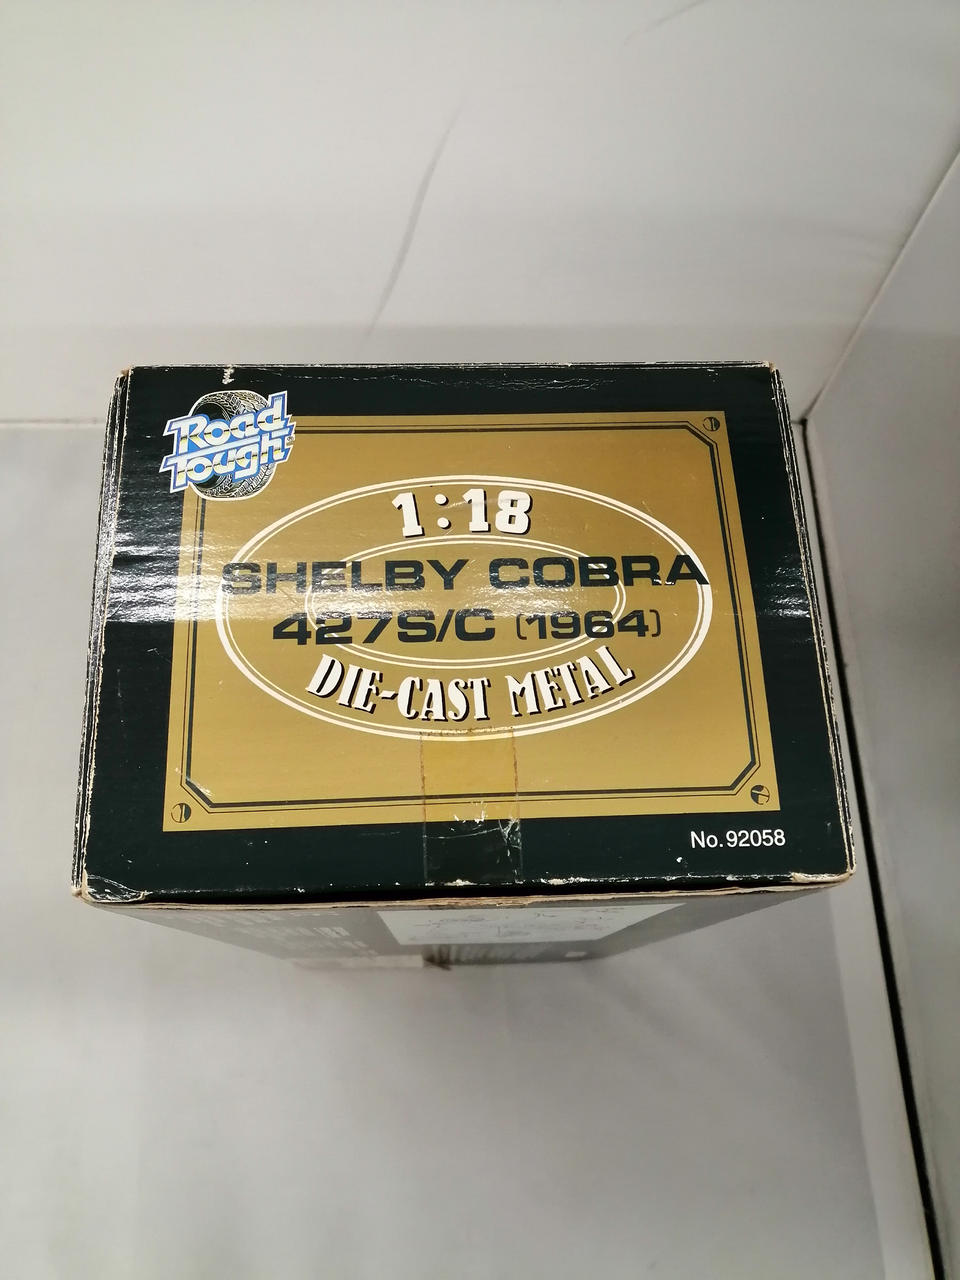 Road
Tough
1:18
SHELBY COBRA
427S/C (1964)
DIE-CAST METAL
No.92058